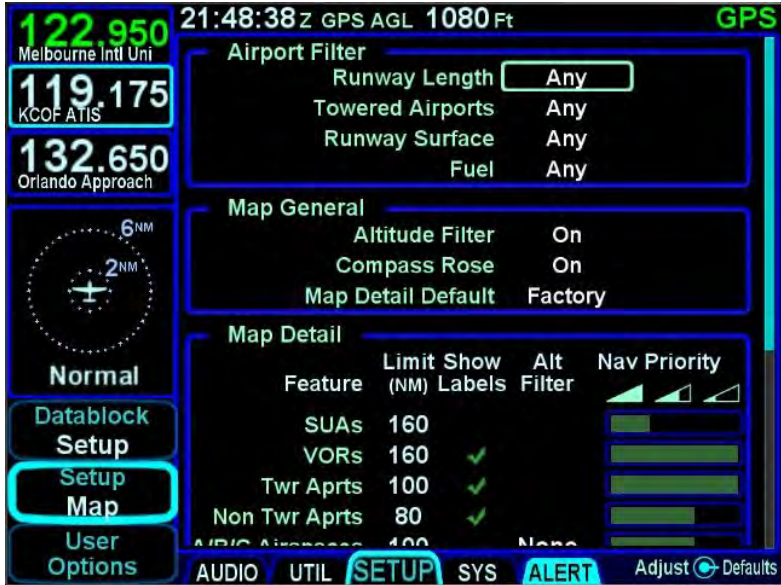 122.950
Melbourne Intl Uni
119.175
KCOF ATIS
132.650
Orlando Approach
6NM
2NM
Normal
Datablock
Setup
Setup
Map
User
Options
21:48:38 Z GPS AGL 1080 Ft
GPS
Airport Filter
Runway Length Any
Towered Airports Any
Runway Surface Any
Fuel Any
Map General
Altitude Filter On
Compass Rose On
Map Detail Default Factory
Map Detail
Limit Show Alt Nav Priority
Feature (NM) Labels Filter
SUAs 160
VORs 160 ✓
Twr Aprts 100 ✓
Non Twr Aprts 80 ✓
A/B/C Airspaces 100 None
AUDIO UTIL SETUP SYS ALERT Adjust Defaults